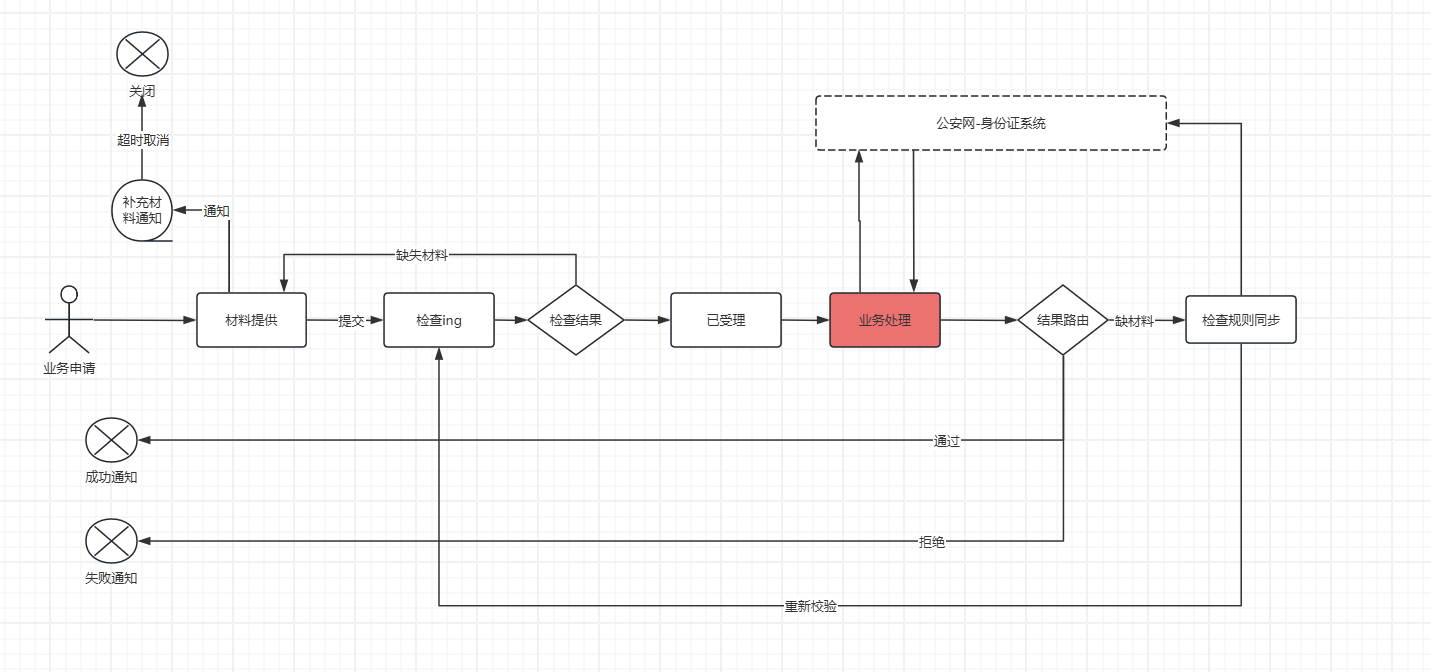 关闭
公安网-身份证系统
超时取消
补充材
料通知
通知
缺失材料
业务申请
材料提供
提交
检查ing
检查结果
已受理
业务处理
结果路由
缺材料
检查规则同步
通过
成功通知
拒绝
失败通知
重新校验